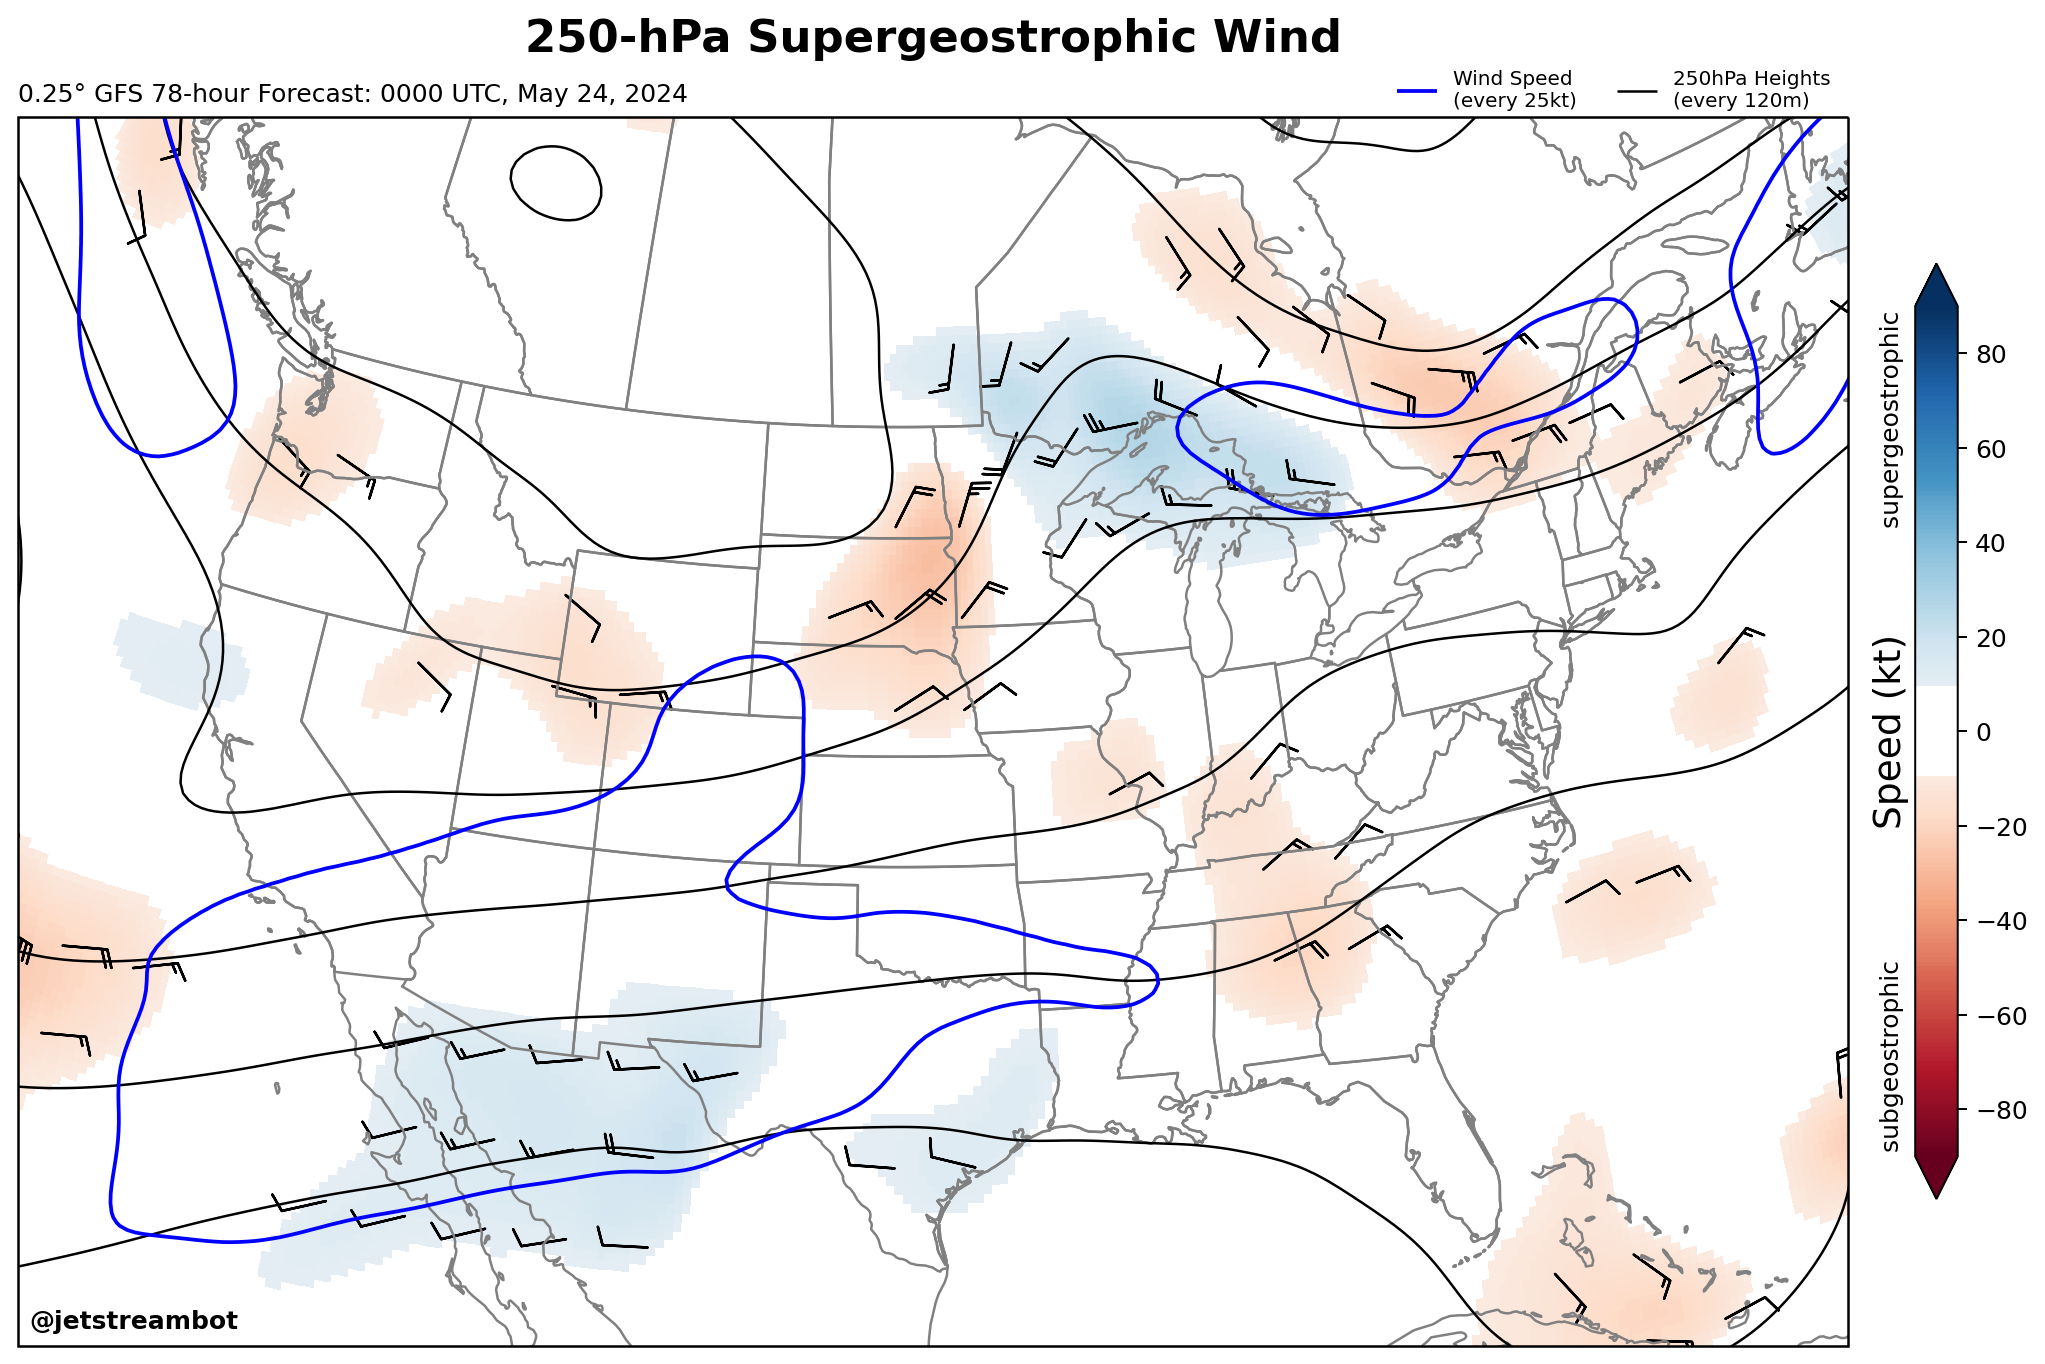 250-hPa Supergeostrophic Wind
0.25° GFS 78-hour Forecast: 0000 UTC, May 24, 2024
Wind Speed
(every 25kt)
250hPa Heights
(every 120m)
supergeostrophic
Speed (kt)
subgeostrophic
80
60
40
20
0
−20
−40
−60
−80
@jetstreambot